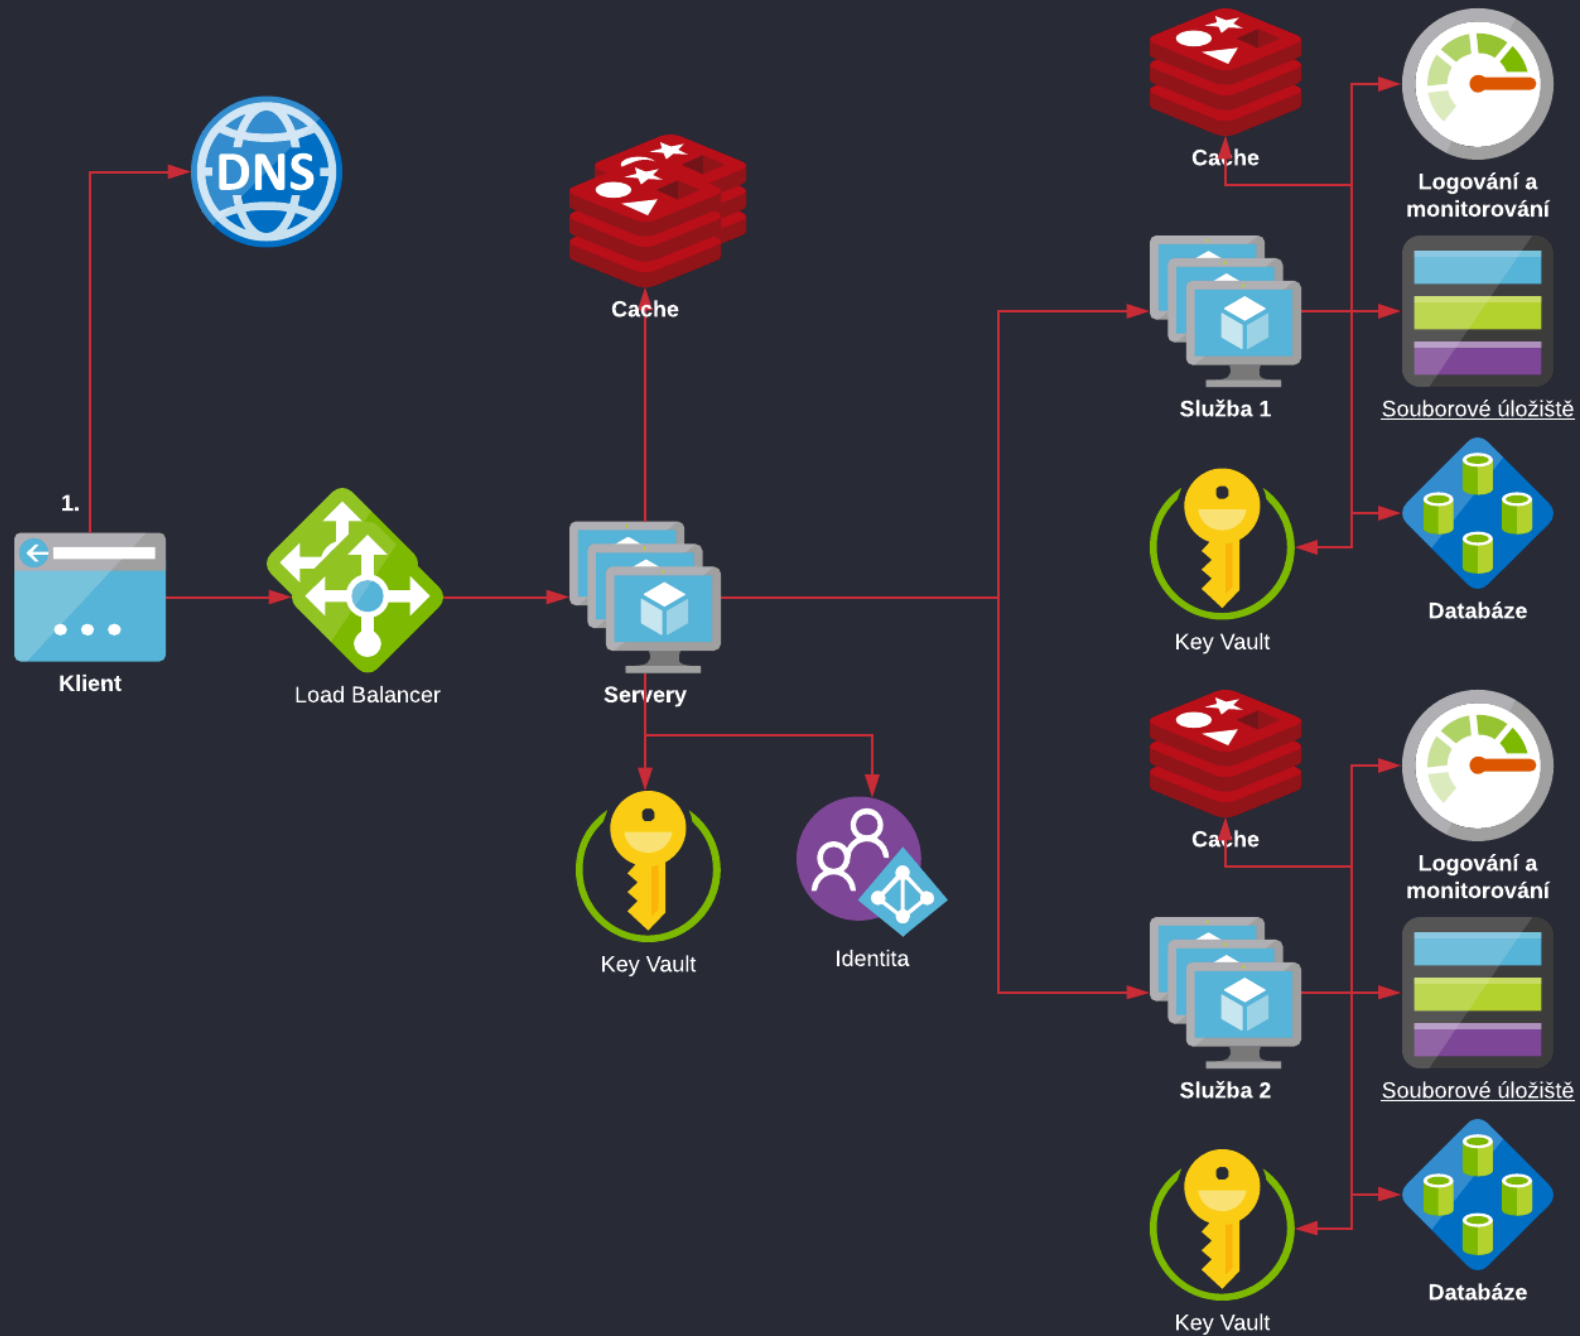 Cache
Logování a
monitorování
DNS
Cache
Služba 1
Souborové úložiště
1.
Klient
Load Balancer
Servery
Key Vault
Databáze
Cache
Logování a
monitorování
Key Vault
Identita
Služba 2
Souborové úložiště
Key Vault
Databáze